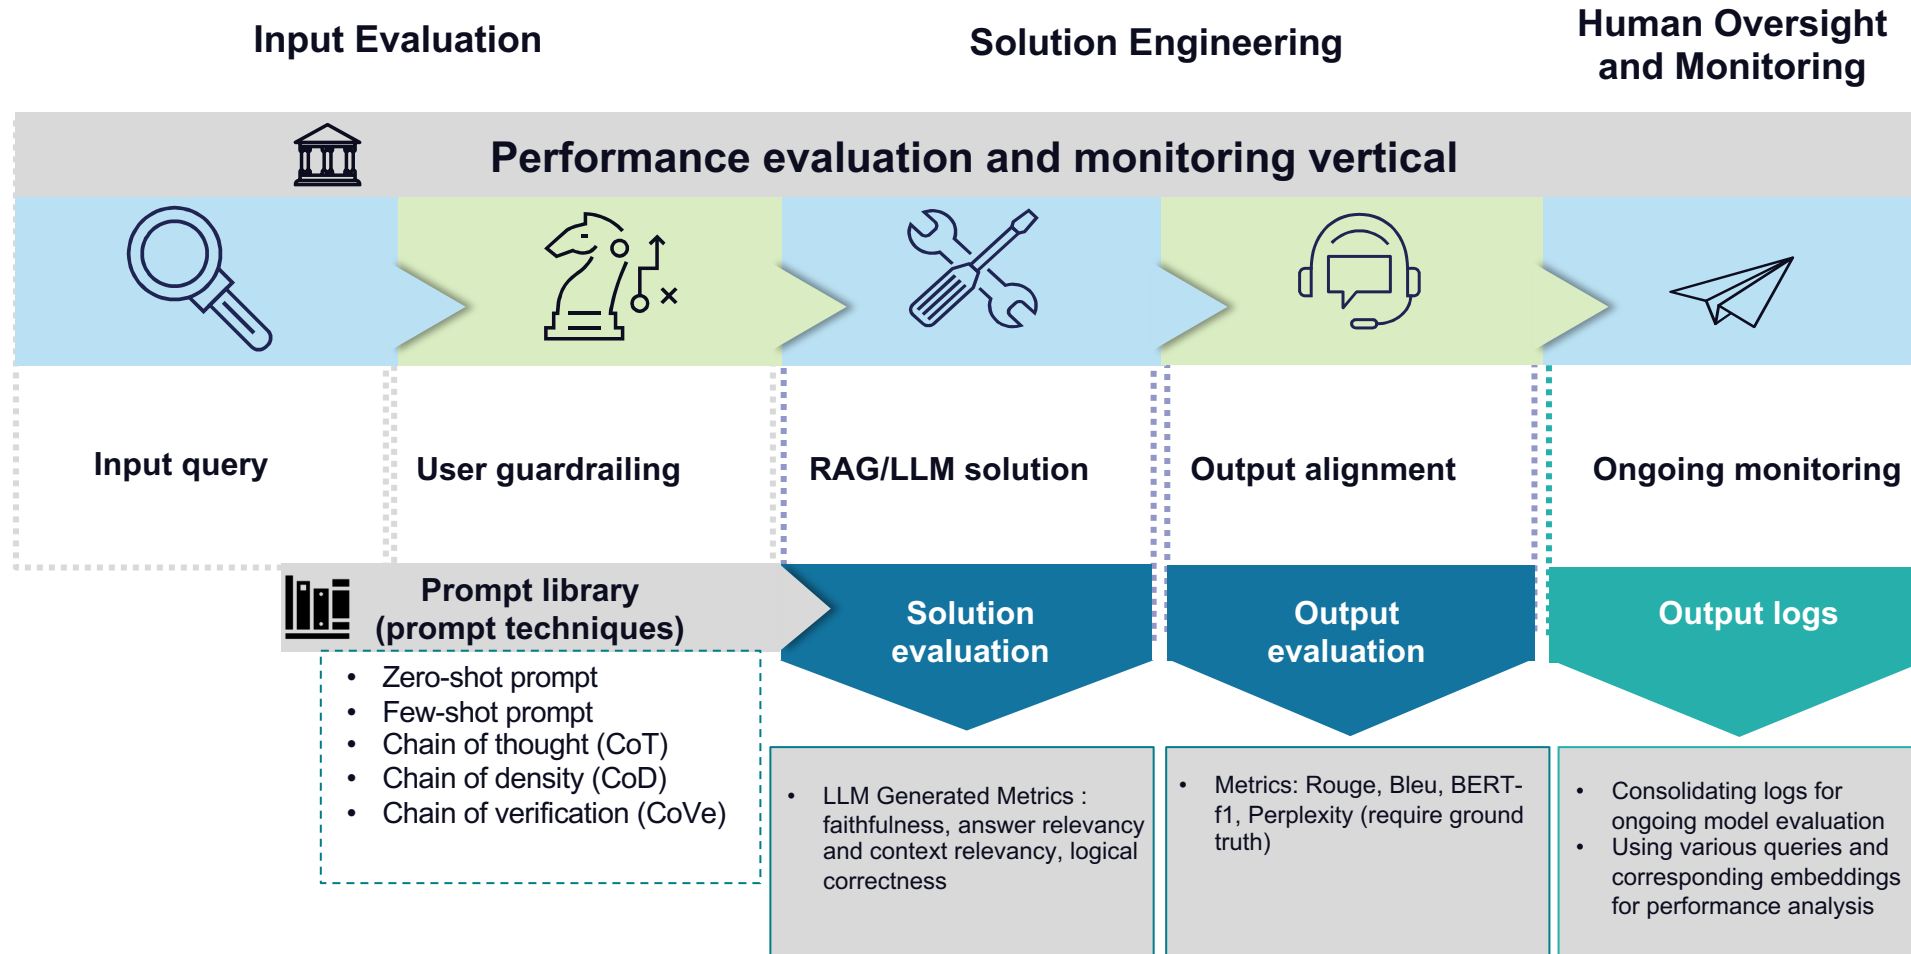 Input Evaluation
Solution Engineering
Human Oversight
and Monitoring
Performance evaluation and monitoring vertical
Input query
User guardrailing
RAG/LLM solution
Output alignment
Ongoing monitoring
Prompt library
(prompt techniques)
• Zero-shot prompt
• Few-shot prompt
• Chain of thought (CoT)
• Chain of density (CoD)
• Chain of verification (CoVe)
Solution
evaluation
• LLM Generated Metrics :
faithfulness, answer relevancy
and context relevancy, logical
correctness
Output
evaluation
• Metrics: Rouge, Bleu, BERT-
f1, Perplexity (require ground
truth)
Output logs
• Consolidating logs for
ongoing model evaluation
• Using various queries and
corresponding embeddings
for performance analysis